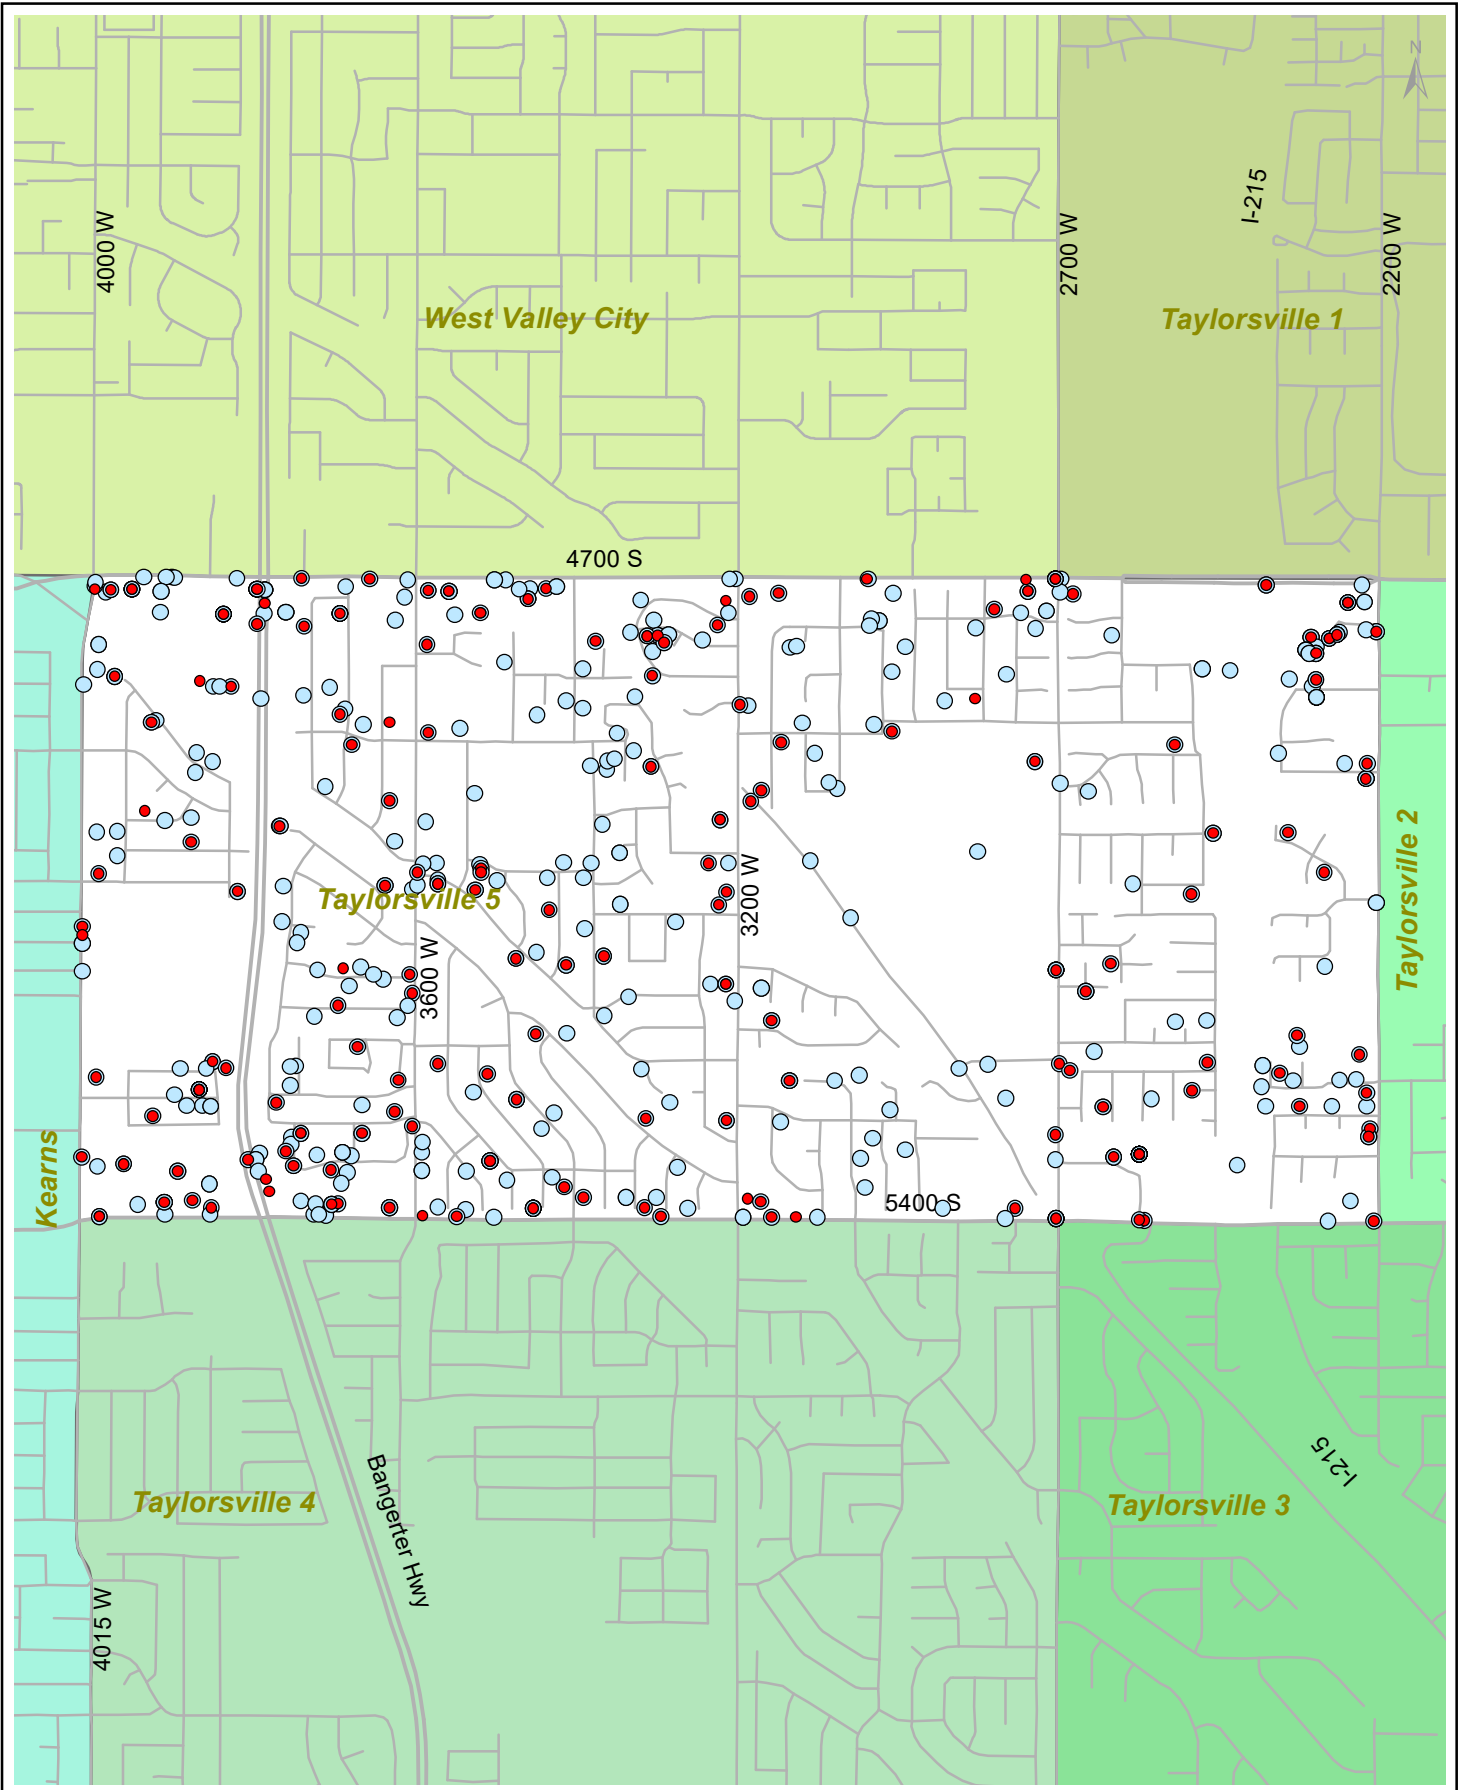 N
I-215
4000 W
2700 W
2200 W
West Valley City
Taylorsville 1
4700 S
Taylorsville 2
3200 W
Taylorsville 5
3600 W
Kearns
5400 S
I-215
Bangerter Hwy
Taylorsville 4
Taylorsville 3
4015 W